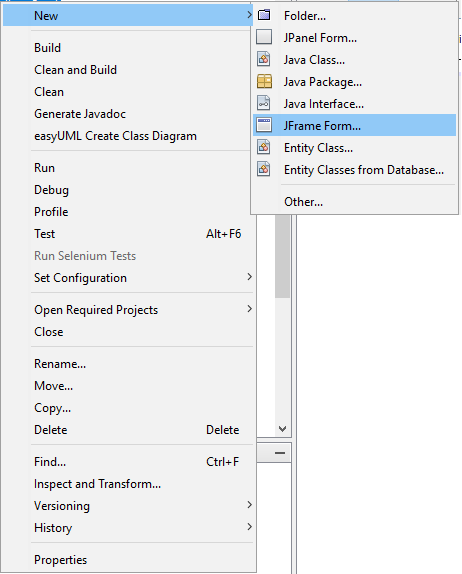 New
Build
Clean and Build
Clean
Generate Javadoc
easyUML Create Class Diagram
Run
Debug
Profile
Test Alt+F6
Run Selenium Tests
Set Configuration
Open Required Projects
Close
Rename...
Move...
Copy...
Delete Delete
Find... Ctrl+F
Inspect and Transform...
Versioning
History
Properties
Folder...
JPanel Form...
Java Class...
Java Package...
Java Interface...
JFrame Form...
Entity Class...
Entity Classes from Database...
Other...